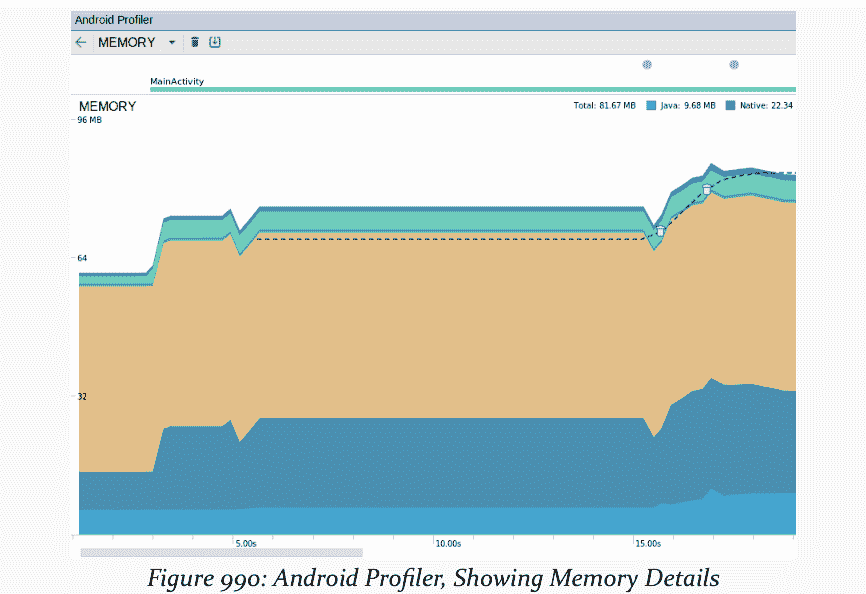 Android Profiler
MEMORY
MainActivity
MEMORY
Total: 81.67 MB Java: 9.68 MB Native: 22.34
96 MB
64
32
5.00s 10.00s 15.00s
Figure 990: Android Profiler, Showing Memory Details